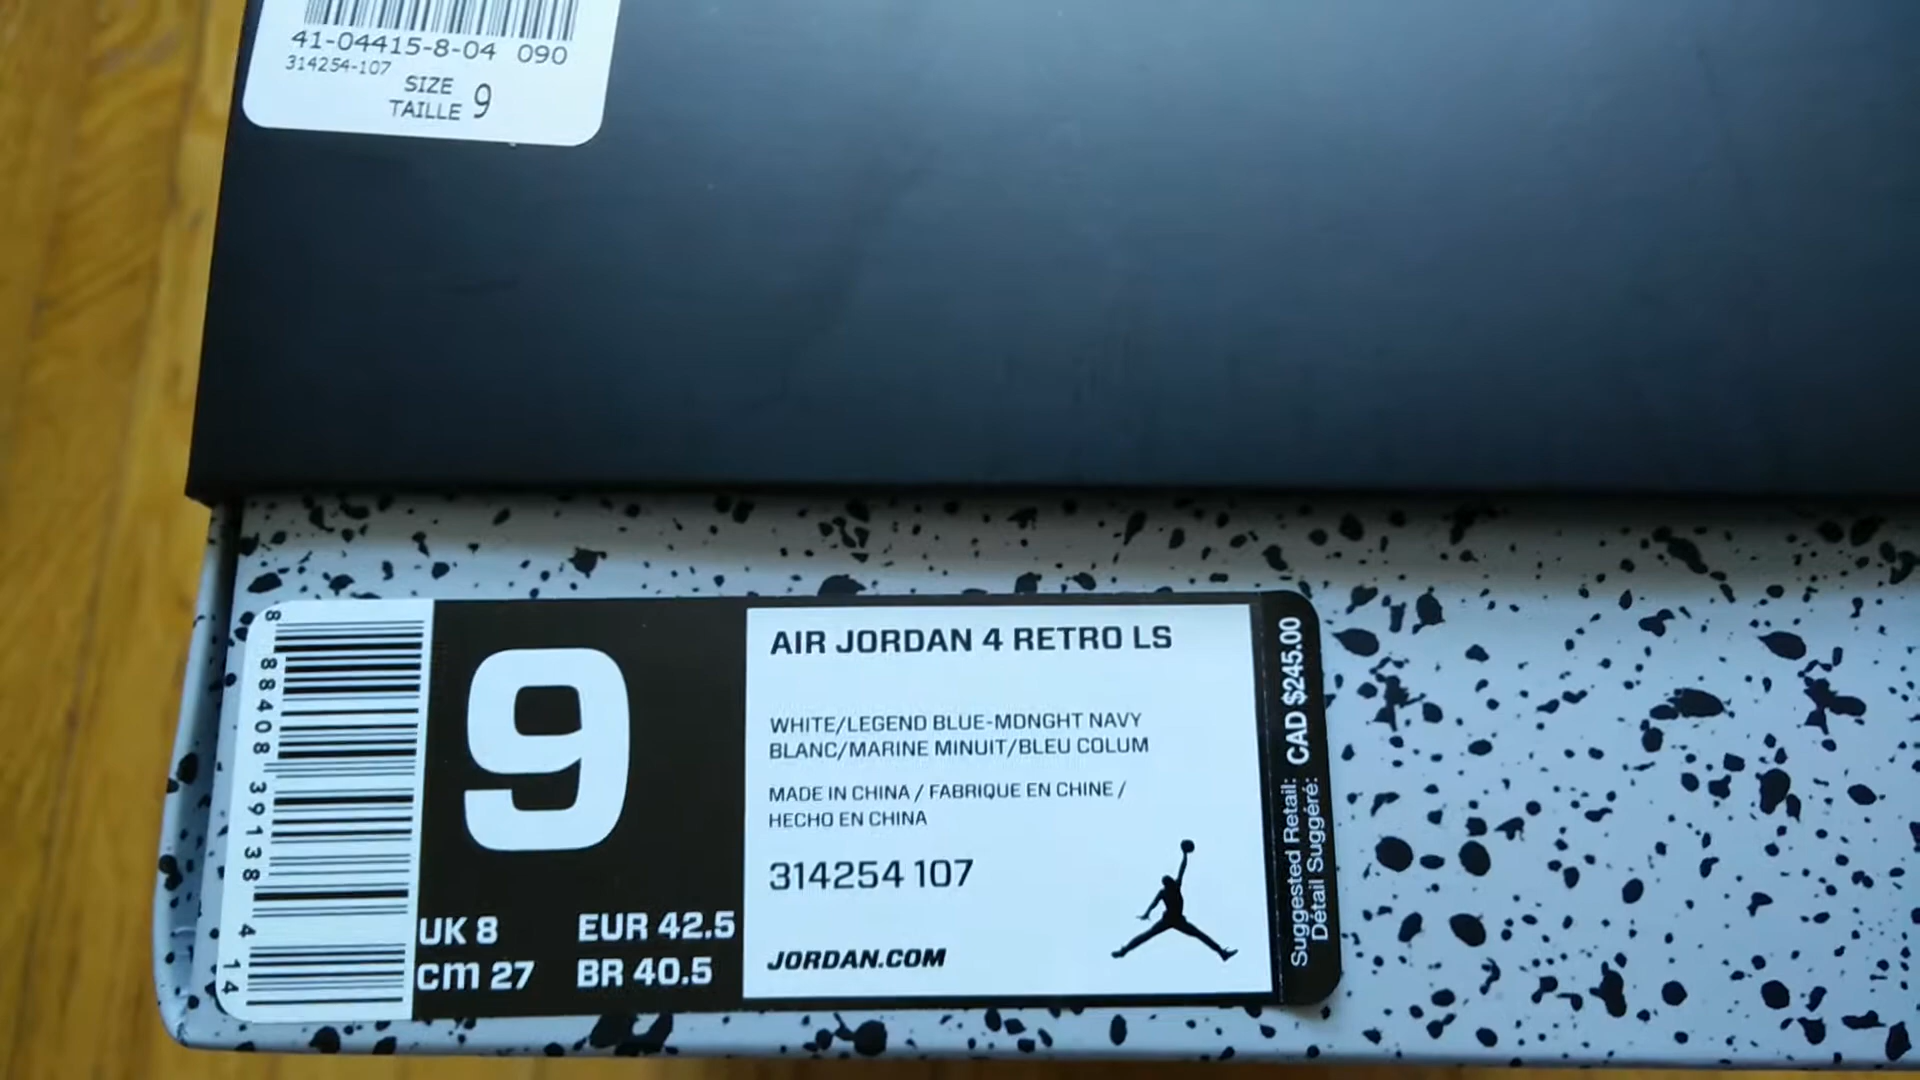 41-04415-8-04 090
314254-107
SIZE
TAILLE 9
8 88408 39138 4 14
9
UK 8 EUR 42.5
cm 27 BR 40.5
AIR JORDAN 4 RETRO LS
WHITE/LEGEND BLUE-MDNGHT NAVY
BLANC/MARINE MINUIT/BLEU COLUM
MADE IN CHINA / FABRIQUE EN CHINE /
HECHO EN CHINA
314254 107
JORDAN.COM
Suggested Retail: CAD $245.00
Détail Suggéré: